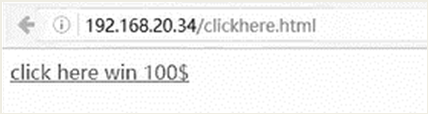 192.168.20.34/clickhere.html
click here win 100$